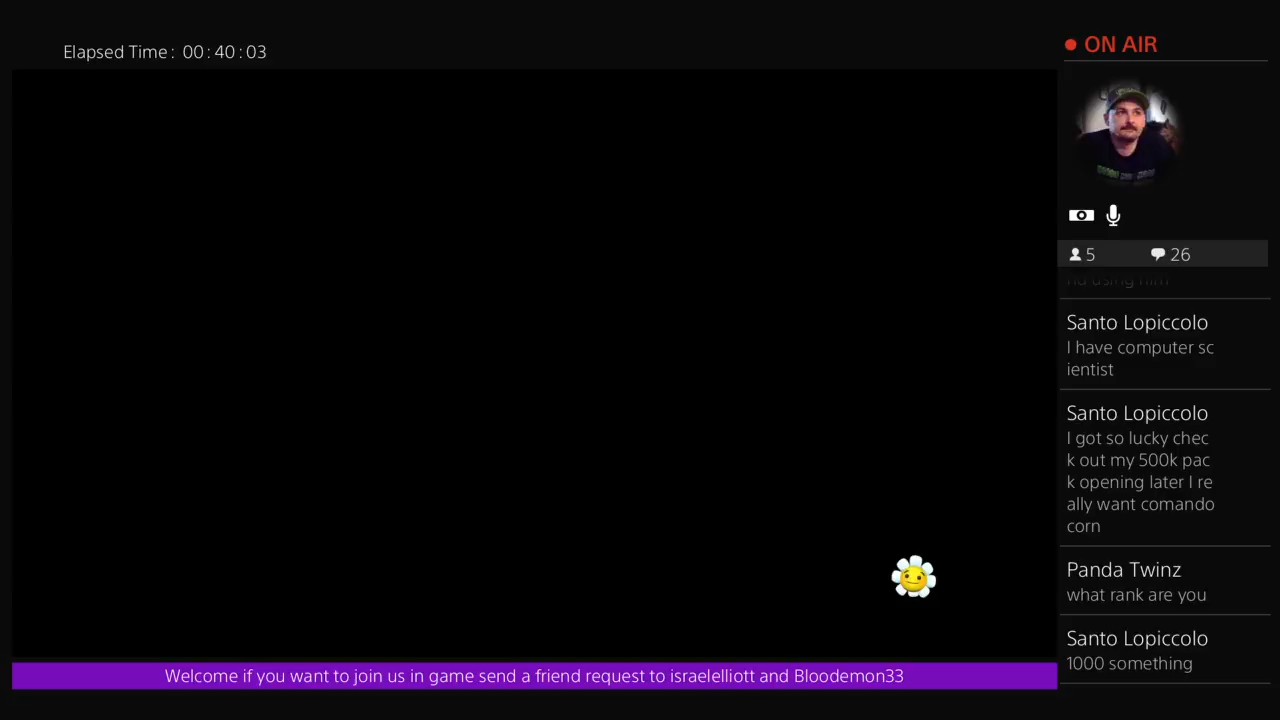 Elapsed Time: 00:40:03
ON AIR
5 26
nd using him
Santo Lopiccolo
I have computer sc
ientist
Santo Lopiccolo
I got so lucky chec
k out my 500k pac
k opening later I re
ally want comando
corn
Panda Twinz
what rank are you
Santo Lopiccolo
1000 something
Welcome if you want to join us in game send a friend request to israelelliott and Bloodemon33